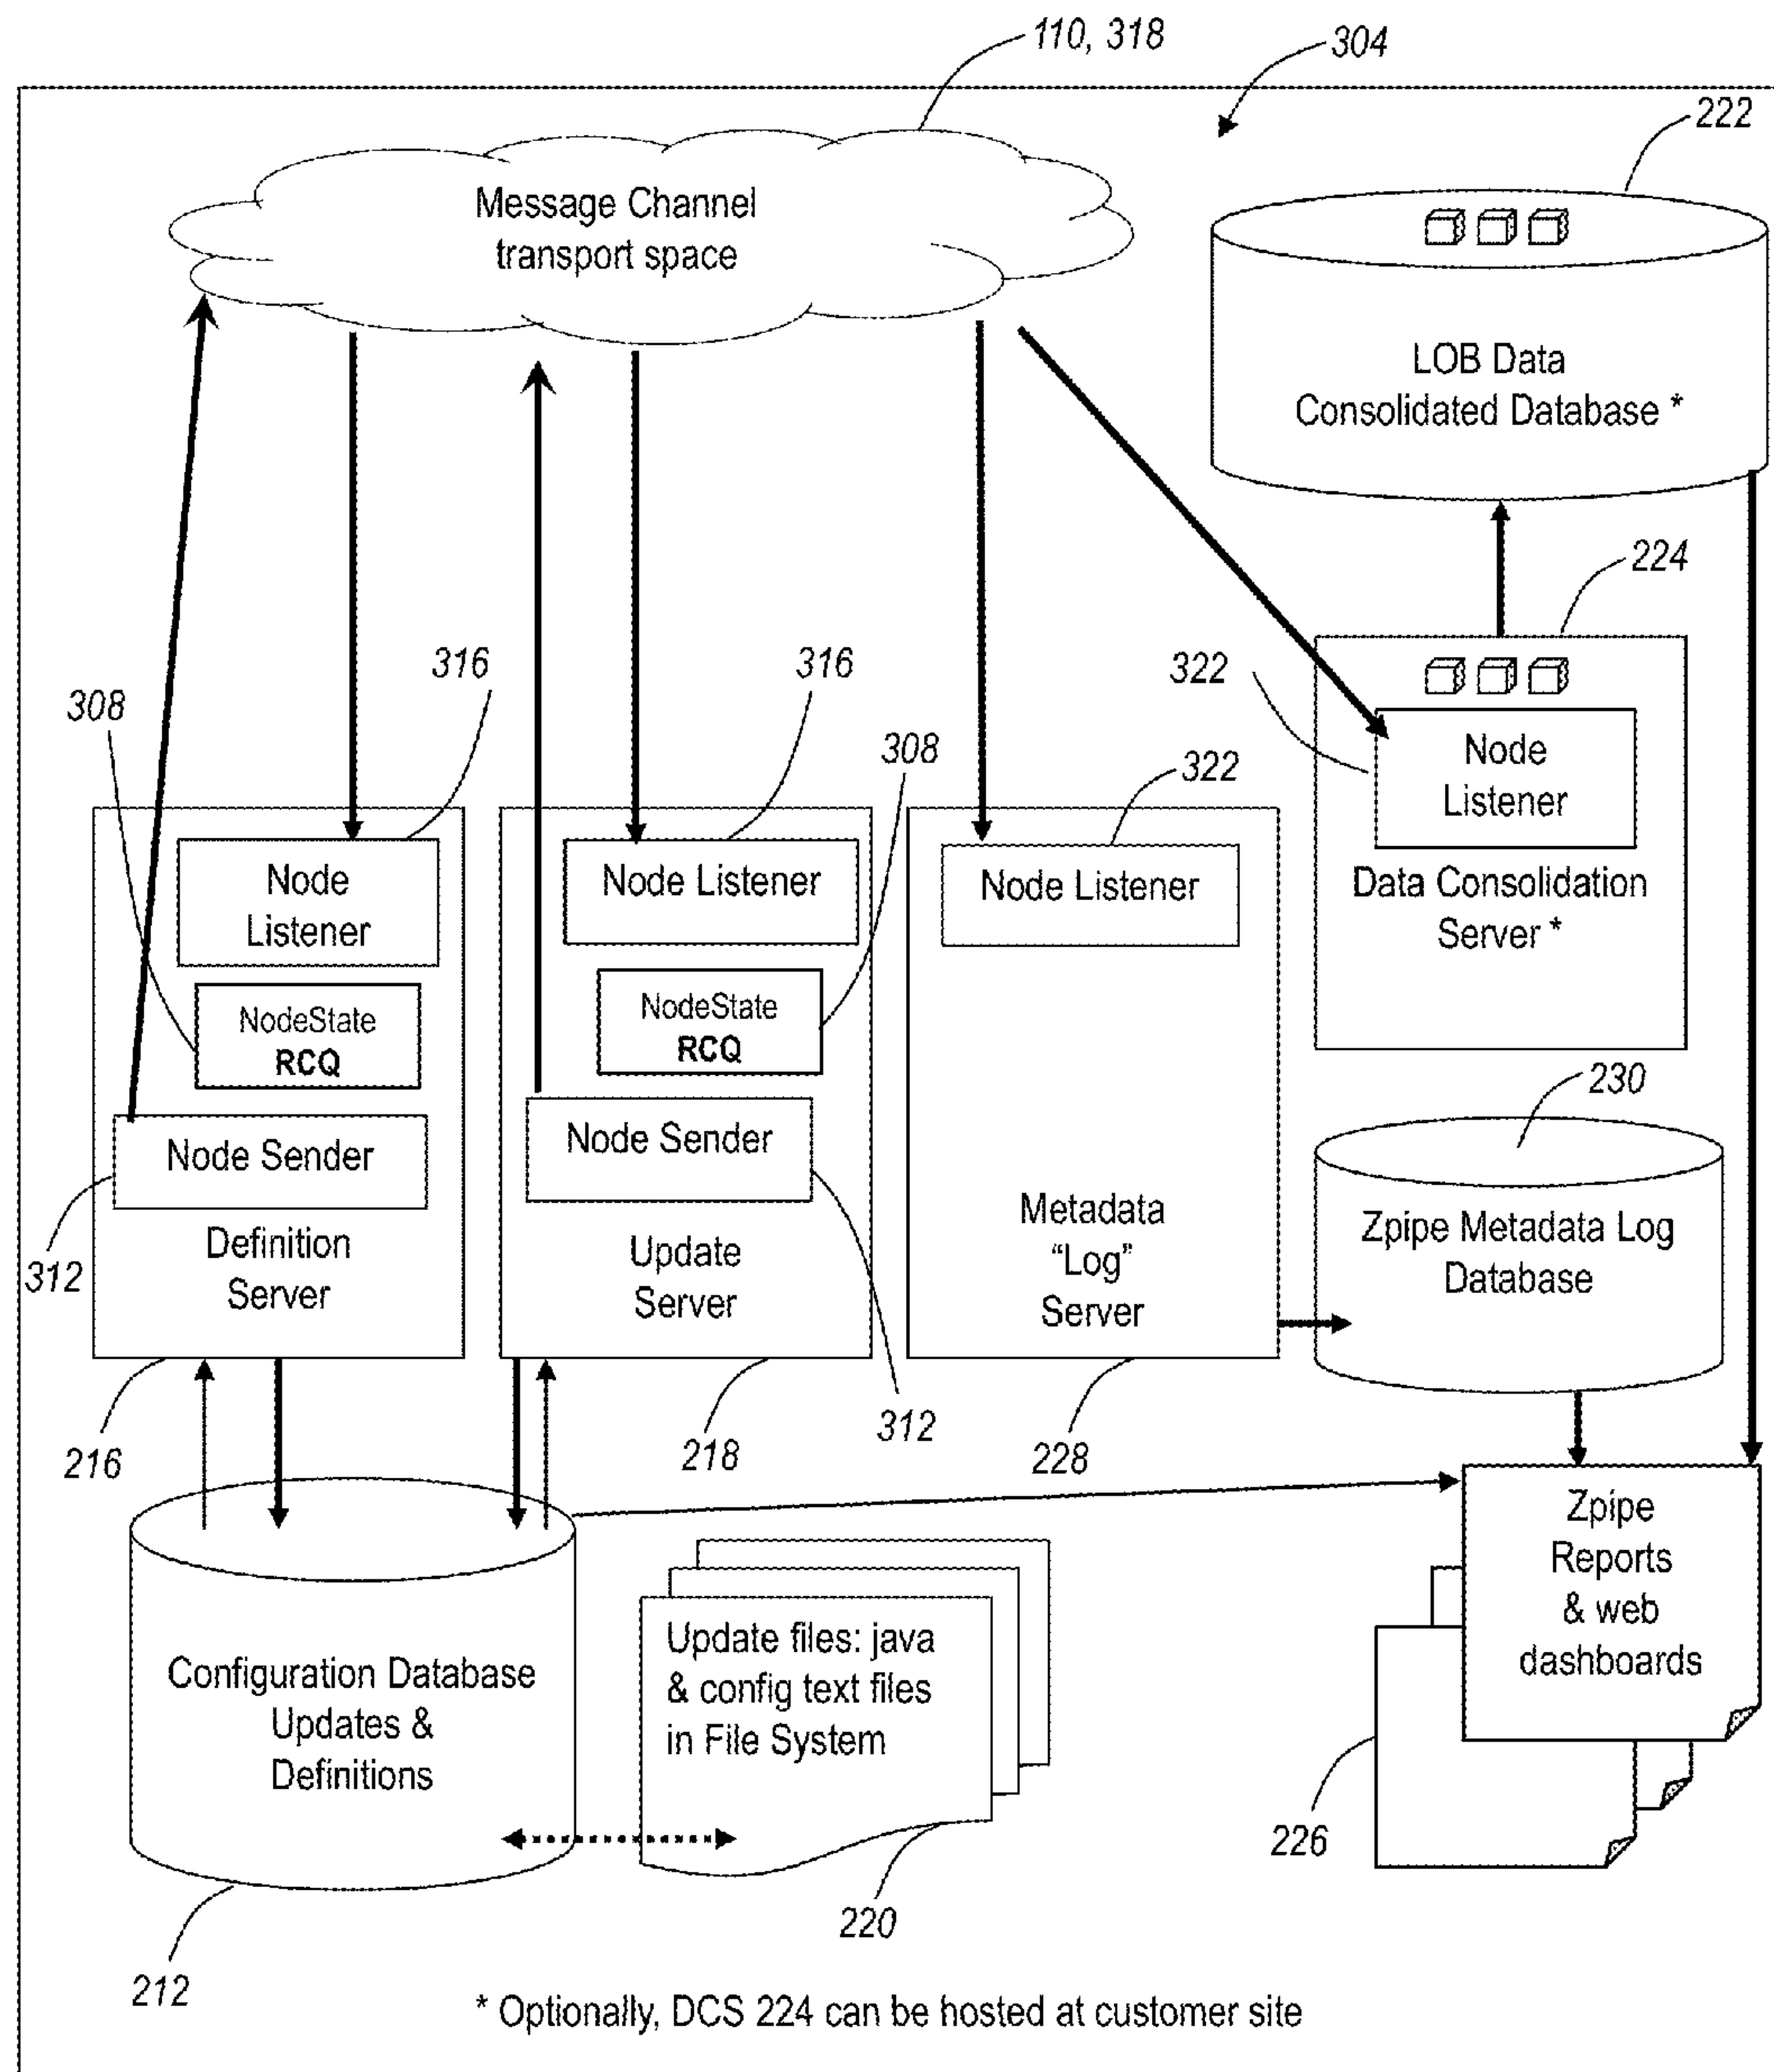 110, 318
304
222
Message Channel
transport space
LOB Data
Consolidated Database *
224
316
316
322
308
308
322
Node
Listener
Node
Listener
Node Listener
Node Listener
Data Consolidation
Server *
NodeState
RCQ
NodeState
RCQ
230
Node Sender
Node Sender
Metadata
“Log”
Server
Zpipe Metadata Log
Database
312
Definition
Server
Update
Server
216
218
312
228
Zpipe
Reports
& web
dashboards
Configuration Database
Updates &
Definitions
Update files: java
& config text files
in File System
226
220
212
* Optionally, DCS 224 can be hosted at customer site